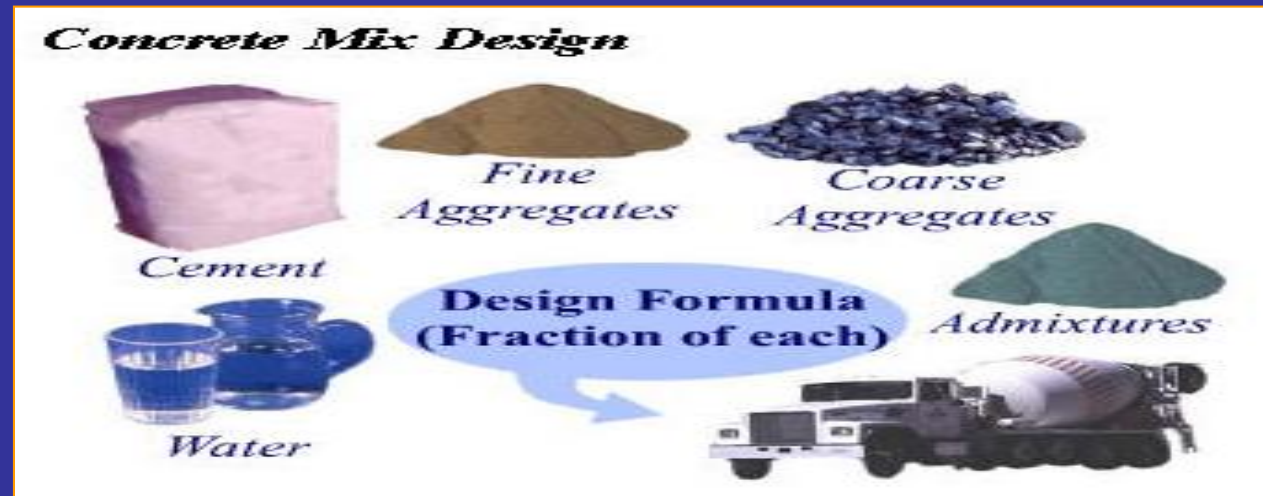 Concrete Mix Design
Fine
Aggregates
Coarse
Aggregates
Cement
Design Formula
(Fraction of each)
Admixtures
Water